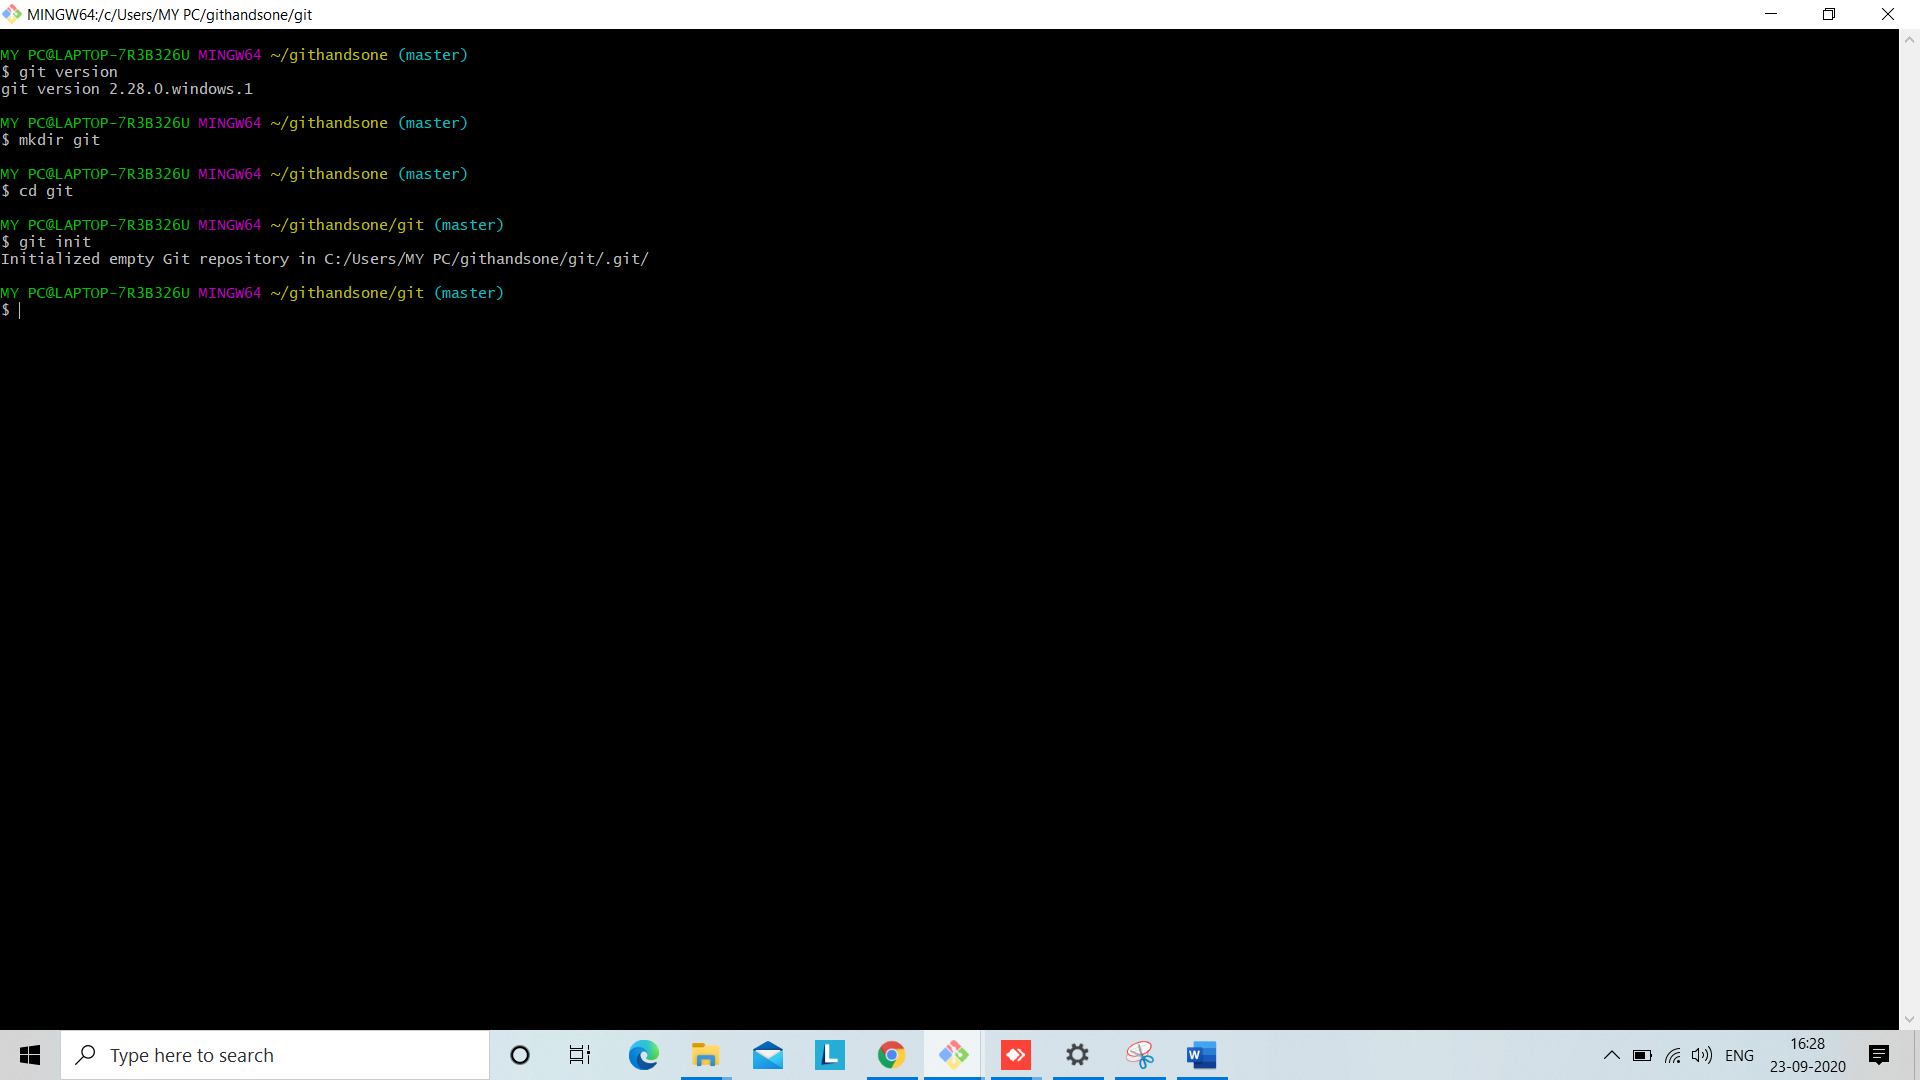 MINGW64:/c/Users/MY PC/githandsone/git
MY PC@LAPTOP-7R3B326U MINGW64 ~/githandsone (master)
$ git version
git version 2.28.0.windows.1
MY PC@LAPTOP-7R3B326U MINGW64 ~/githandsone (master)
$ mkdir git
MY PC@LAPTOP-7R3B326U MINGW64 ~/githandsone (master)
$ cd git
MY PC@LAPTOP-7R3B326U MINGW64 ~/githandsone/git (master)
$ git init
Initialized empty Git repository in C:/Users/MY PC/githandsone/git/.git/
MY PC@LAPTOP-7R3B326U MINGW64 ~/githandsone/git (master)
$
Type here to search
L
W
ENG
16:28
23-09-2020